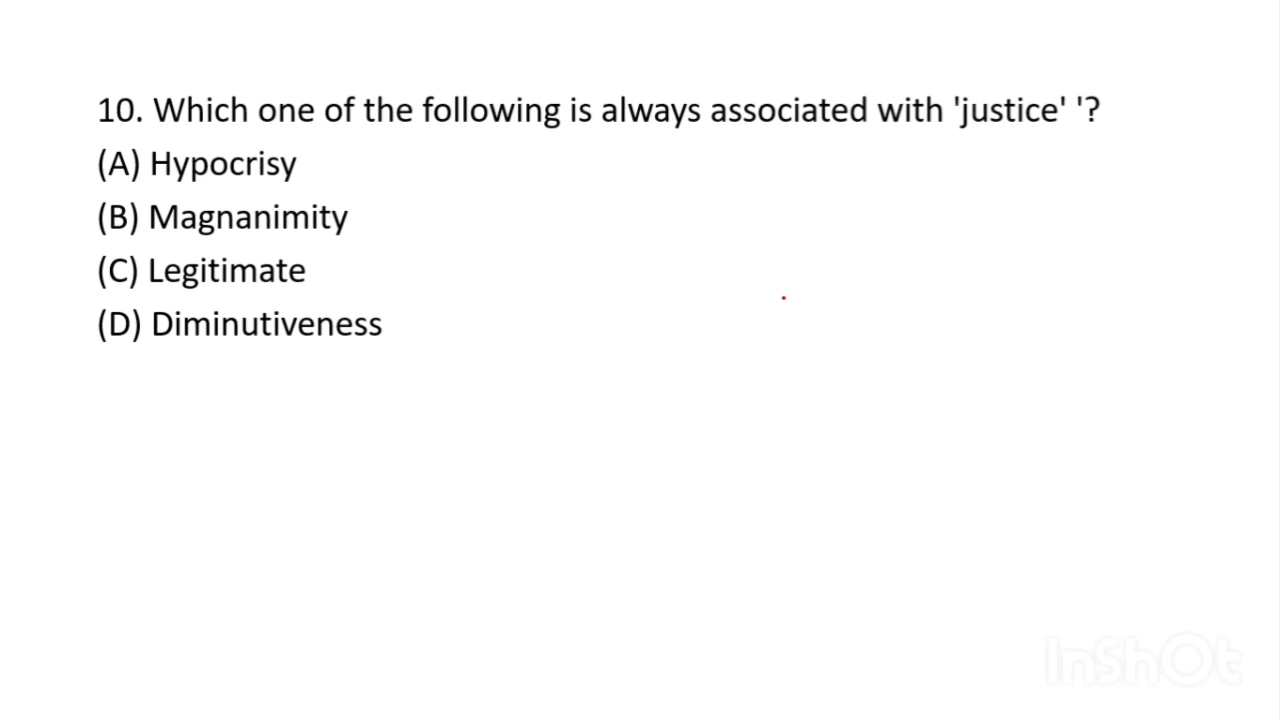 10. Which one of the following is always associated with 'justice' '?
(A) Hypocrisy
(B) Magnanimity
(C) Legitimate
(D) Diminutiveness
InShOt